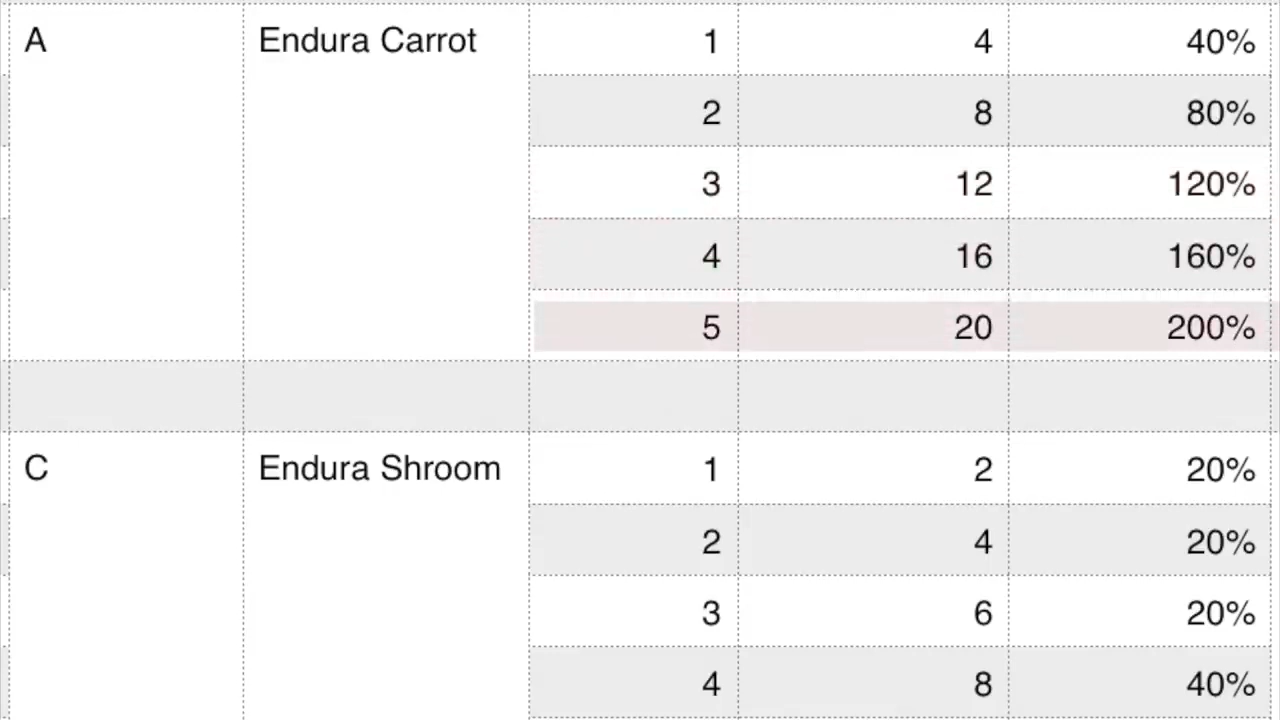 A Endura Carrot 1 4 40%
2 8 80%
3 12 120%
4 16 160%
5 20 200%
C Endura Shroom 1 2 20%
2 4 20%
3 6 20%
4 8 40%